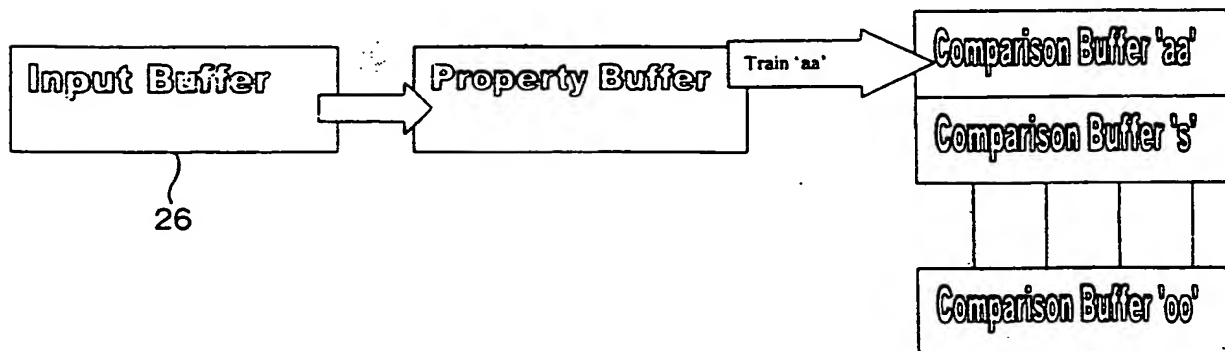 Input Buffer
Property Buffer
Train 'aa'
Comparison Buffer 'aa'
Comparison Buffer 's'
Comparison Buffer 'oo'
26